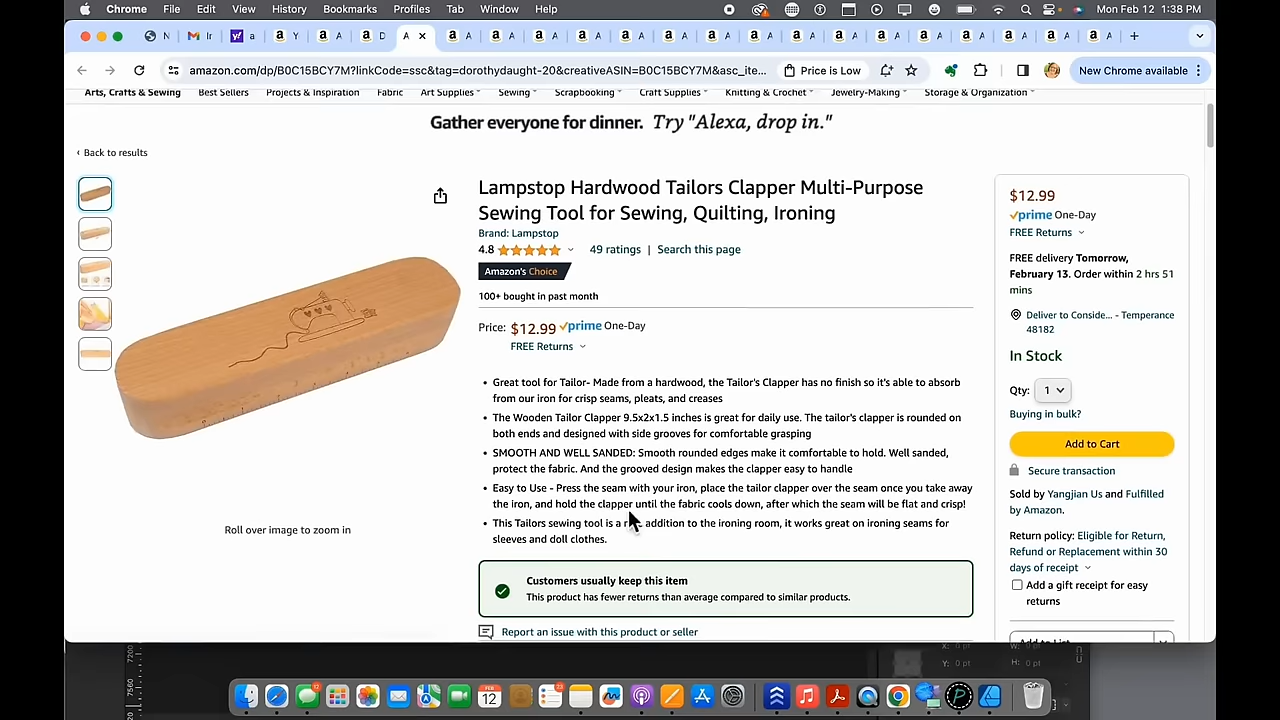 Chrome File Edit View History Bookmarks Profiles Tab Window Help Mon Feb 12 1:38 PM
amazon.com/dp/B0C15BCY7M?linkCode=ssc&tag=dorothydaught-20&creativeASIN=B0C15BCY7M&asc_ite... Price is Low New Chrome available
Arts, Crafts & Sewing Best Sellers Projects & Inspiration Fabric Art Supplies Sewing Scrapbooking Craft Supplies Knitting & Crochet Jewelry-Making Storage & Organization
Gather everyone for dinner. Try "Alexa, drop in."
‹ Back to results
Lampstop Hardwood Tailors Clapper Multi-Purpose
Sewing Tool for Sewing, Quilting, Ironing
Brand: Lampstop
4.8 49 ratings | Search this page
Amazon's Choice
100+ bought in past month
Price: $12.99 prime One-Day
FREE Returns
• Great tool for Tailor- Made from a hardwood, the Tailor's Clapper has no finish so it's able to absorb
from our iron for crisp seams, pleats, and creases
• The Wooden Tailor Clapper 9.5x2x1.5 inches is great for daily use. The tailor's clapper is rounded on
both ends and designed with side grooves for comfortable grasping
• SMOOTH AND WELL SANDED: Smooth rounded edges make it comfortable to hold. Well sanded,
protect the fabric. And the grooved design makes the clapper easy to handle
• Easy to Use - Press the seam with your iron, place the tailor clapper over the seam once you take away
the iron, and hold the clapper until the fabric cools down, after which the seam will be flat and crisp!
• This Tailors sewing tool is a addition to the ironing room, it works great on ironing seams for
sleeves and doll clothes.
Roll over image to zoom in
Customers usually keep this item
This product has fewer returns than average compared to similar products.
Report an issue with this product or seller
$12.99
prime One-Day
FREE Returns
FREE delivery Tomorrow,
February 13. Order within 2 hrs 51
mins
Deliver to Conside... - Temperance
48182
In Stock
Qty: 1
Buying in bulk?
Add to Cart
Secure transaction
Sold by Yangjian Us and Fulfilled
by Amazon.
Return policy: Eligible for Return,
Refund or Replacement within 30
days of receipt
Add a gift receipt for easy
returns
Add to List
X: 0 pt W: 0 pt
Y: 0 pt H: 0 pt
7200
7560
FEB
12